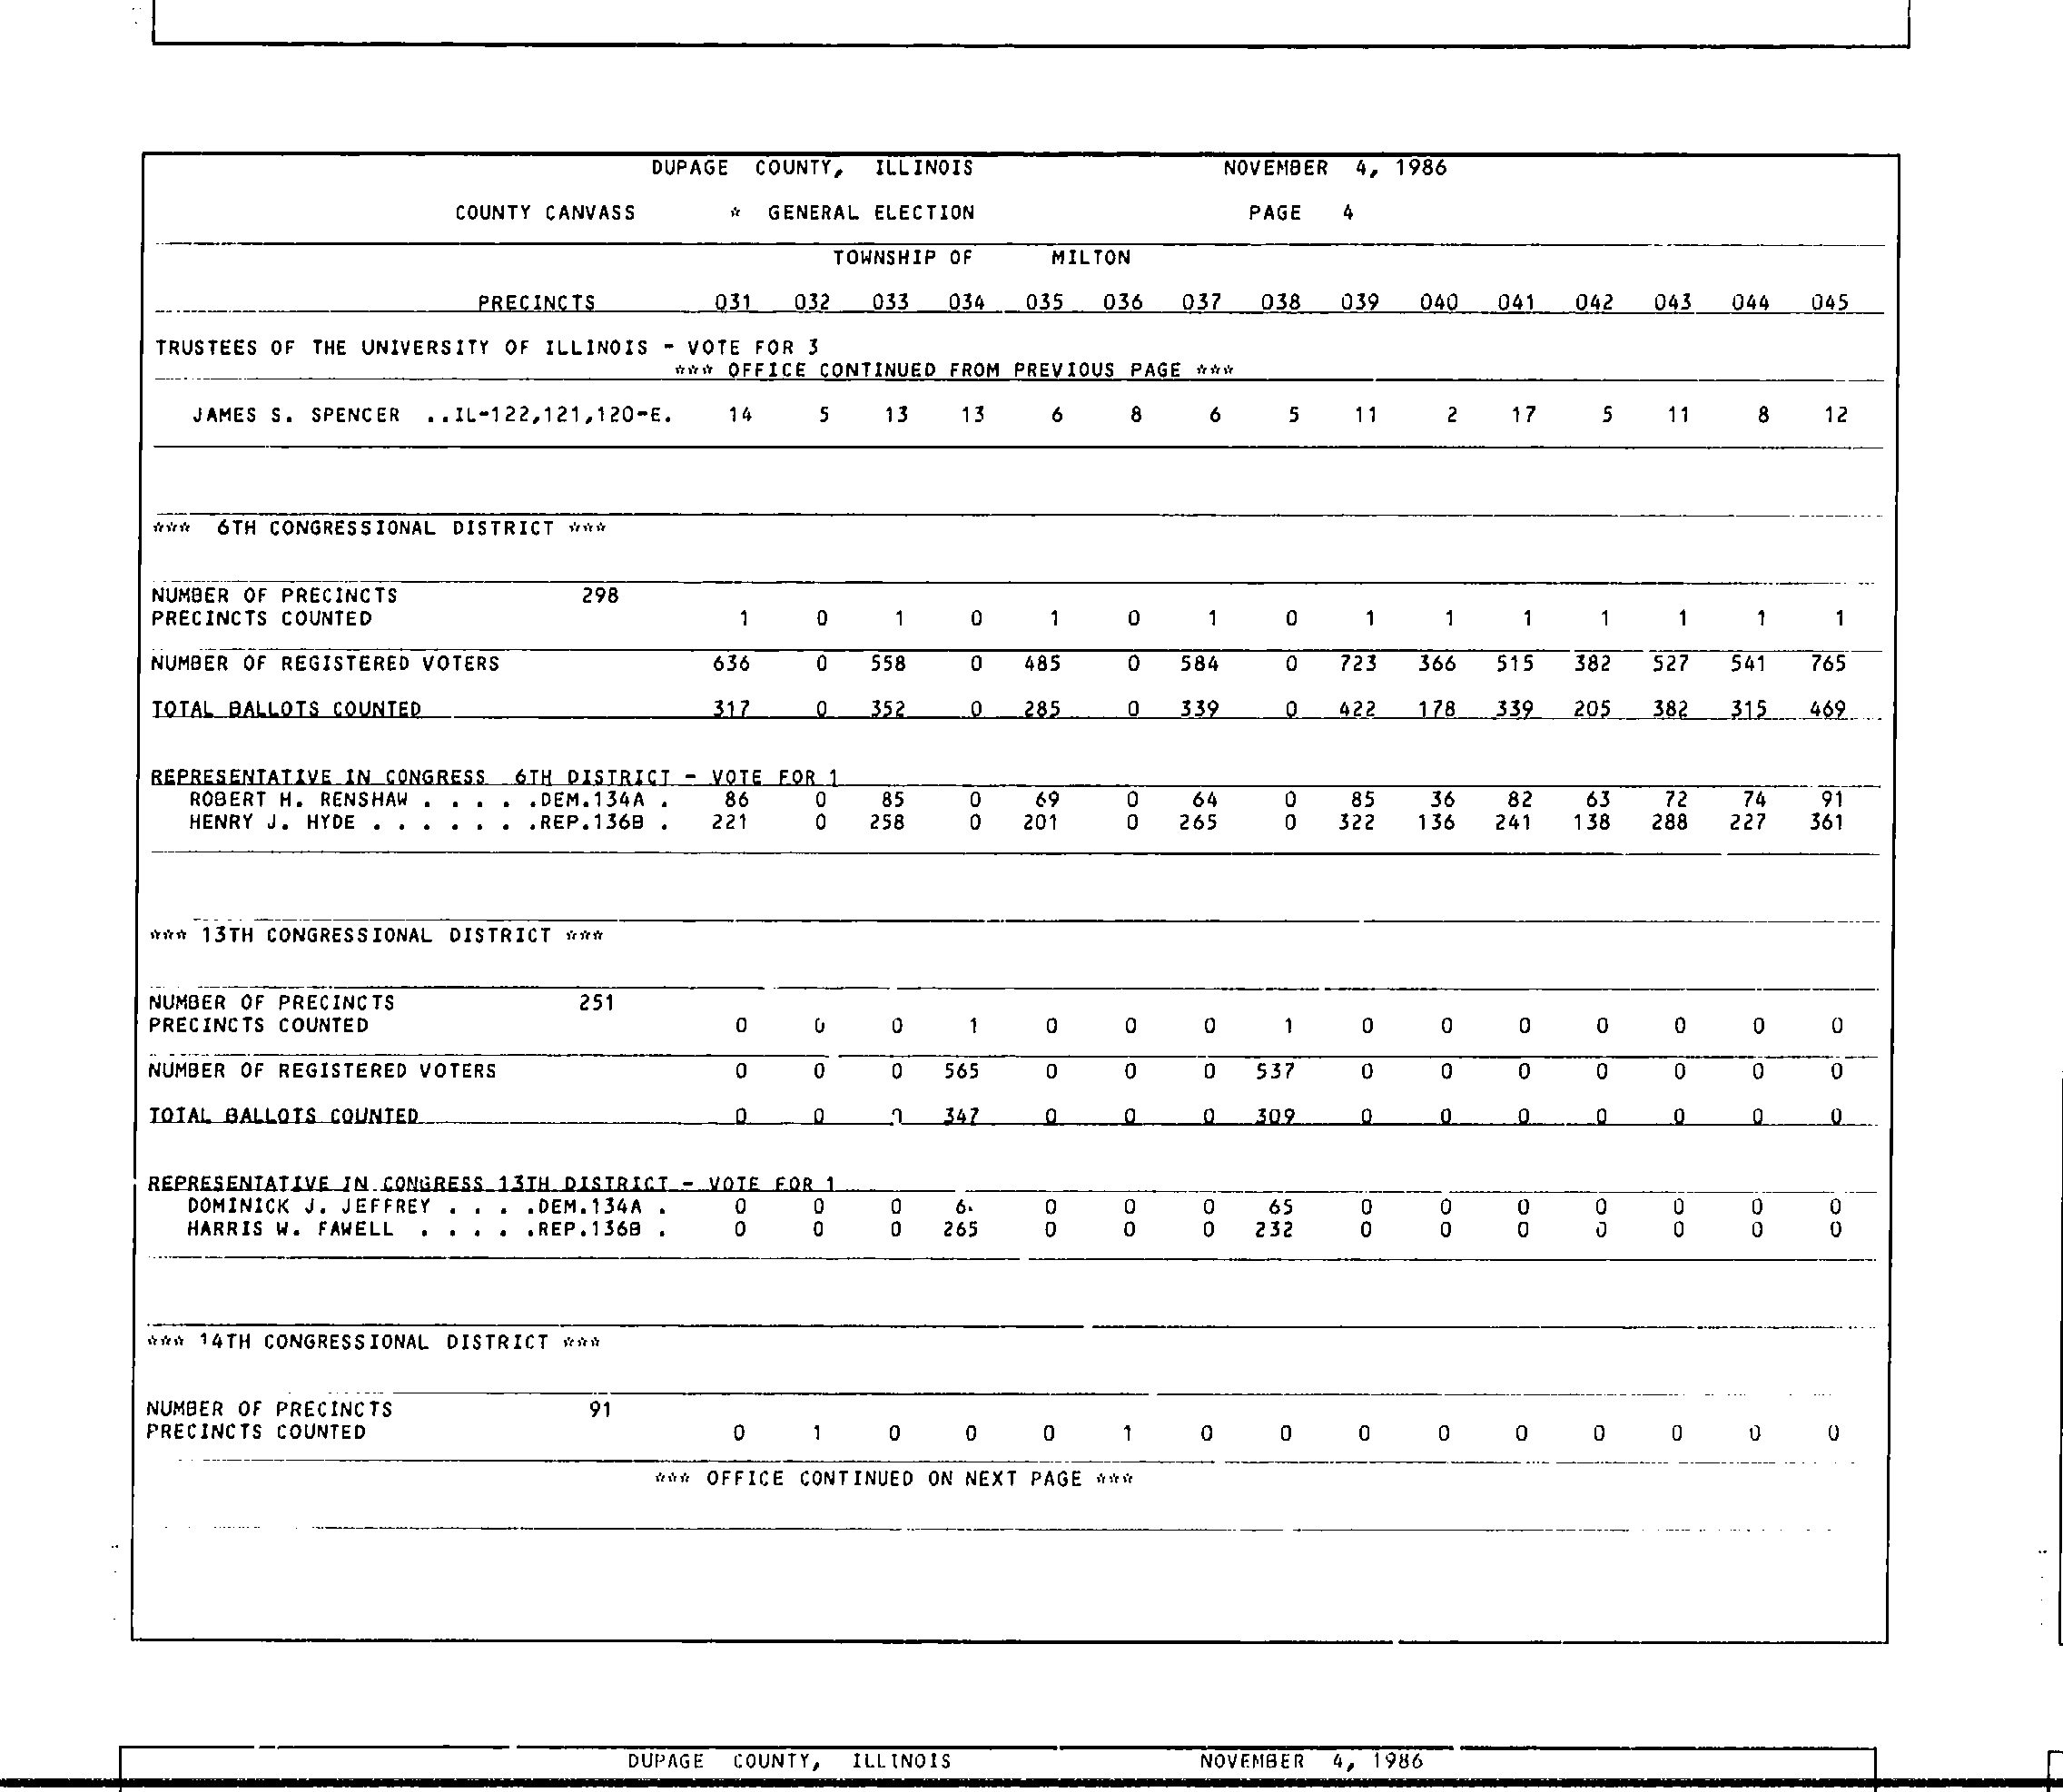 DUPAGE COUNTY, ILLINOIS NOVEMBER 4, 1986
COUNTY CANVASS * GENERAL ELECTION PAGE 4
TOWNSHIP OF MILTON
PRECINCTS 031 032 033 034 035 036 037 038 039 040 041 042 043 044 045
TRUSTEES OF THE UNIVERSITY OF ILLINOIS - VOTE FOR 3
*** OFFICE CONTINUED FROM PREVIOUS PAGE ***
JAMES S. SPENCER ..IL-122,121,120-E. 14 5 13 13 6 8 6 5 11 2 17 5 11 8 12
*** 6TH CONGRESSIONAL DISTRICT ***
NUMBER OF PRECINCTS 298
PRECINCTS COUNTED 1 0 1 0 1 0 1 0 1 1 1 1 1 1 1
NUMBER OF REGISTERED VOTERS 636 0 558 0 485 0 584 0 723 366 515 382 527 541 765
TOTAL BALLOTS COUNTED 317 0 352 0 285 0 339 0 422 178 339 205 382 315 469
REPRESENTATIVE IN CONGRESS 6TH DISTRICT - VOTE FOR 1
ROBERT H. RENSHAW . . . . .DEM.134A . 86 0 85 0 69 0 64 0 85 36 82 63 72 74 91
HENRY J. HYDE . . . . . . .REP.136B . 221 0 258 0 201 0 265 0 322 136 241 138 288 227 361
*** 13TH CONGRESSIONAL DISTRICT ***
NUMBER OF PRECINCTS 251
PRECINCTS COUNTED 0 0 0 1 0 0 0 1 0 0 0 0 0 0 0
NUMBER OF REGISTERED VOTERS 0 0 0 565 0 0 0 537 0 0 0 0 0 0 0
TOTAL BALLOTS COUNTED 0 0 0 347 0 0 0 309 0 0 0 0 0 0 0
REPRESENTATIVE IN CONGRESS 13TH DISTRICT - VOTE FOR 1
DOMINICK J. JEFFREY . . . .DEM.134A . 0 0 0 0 0 0 65 0 0 0 0 0 0 0
HARRIS W. FAWELL . . . . .REP.136B . 0 0 0 265 0 0 0 232 0 0 0 0 0 0 0
*** 14TH CONGRESSIONAL DISTRICT ***
NUMBER OF PRECINCTS 91
PRECINCTS COUNTED 0 1 0 0 0 1 0 0 0 0 0 0 0 0 0
*** OFFICE CONTINUED ON NEXT PAGE ***
DUPAGE COUNTY, ILLINOIS NOVEMBER 4, 1986